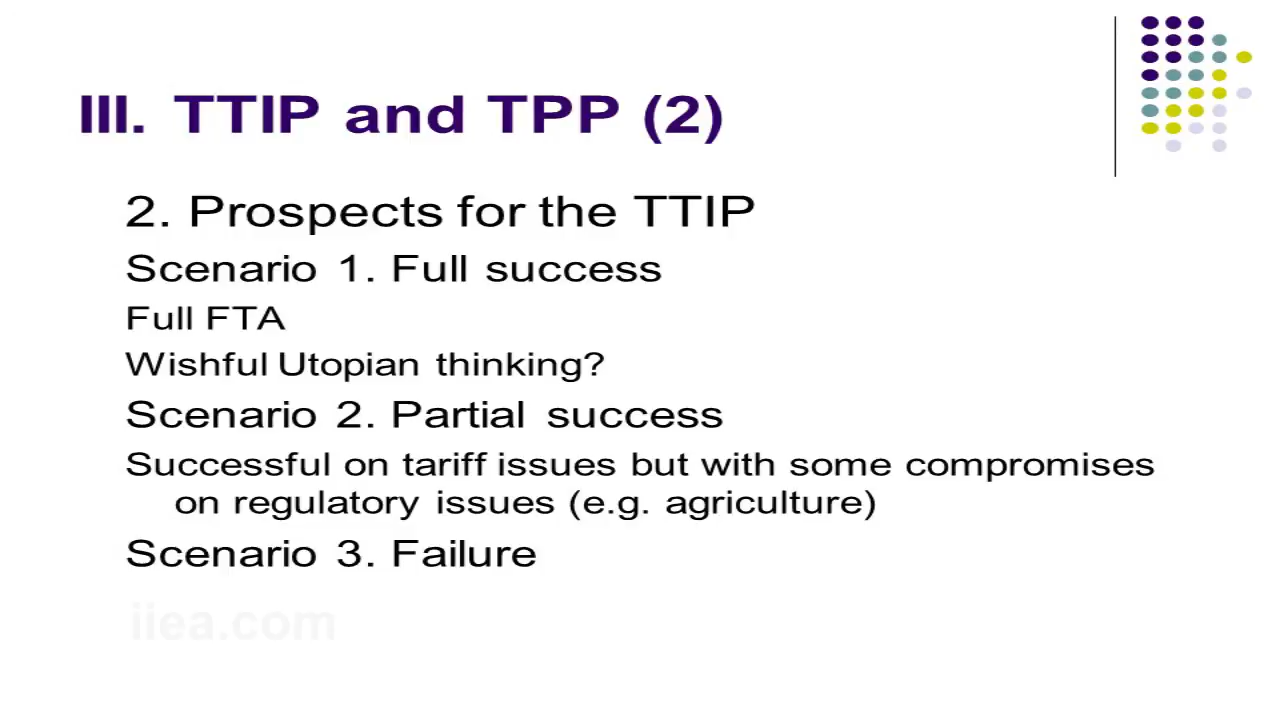 III. TTIP and TPP (2)
2. Prospects for the TTIP
Scenario 1. Full success
Full FTA
Wishful Utopian thinking?
Scenario 2. Partial success
Successful on tariff issues but with some compromises
on regulatory issues (e.g. agriculture)
Scenario 3. Failure
iiea.com